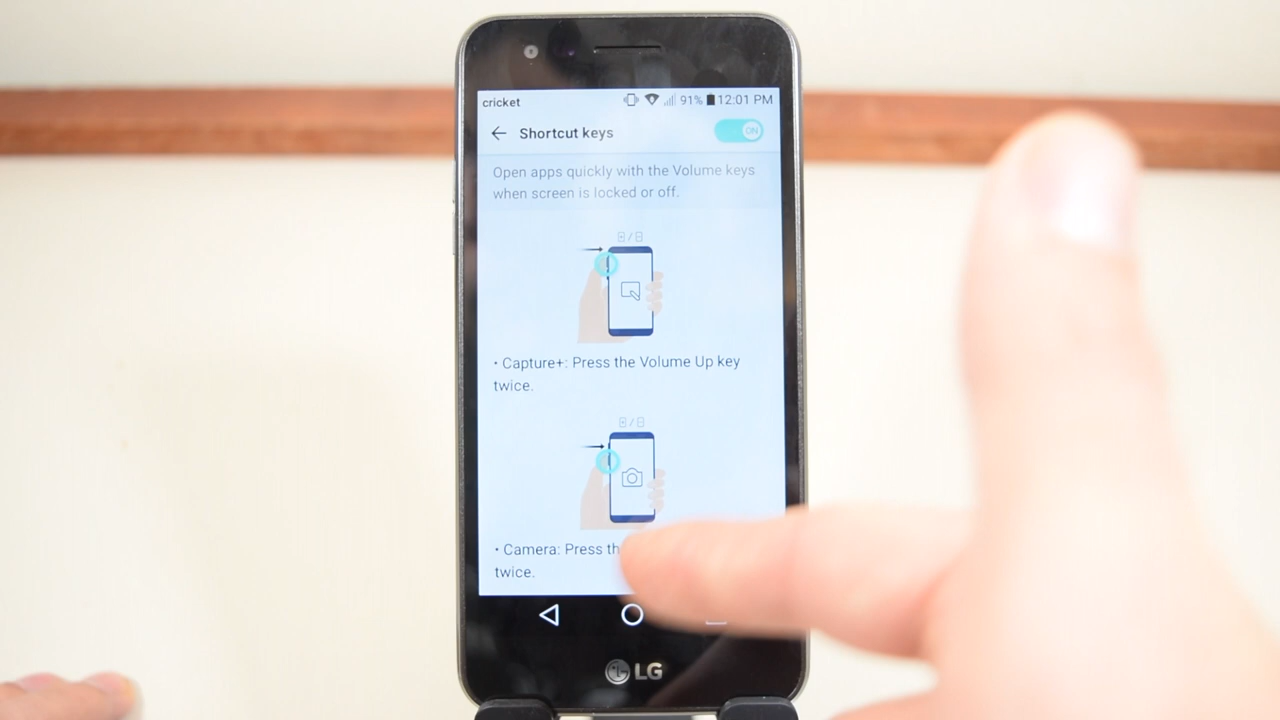 cricket 91% 12:01 PM
Shortcut keys ON
Open apps quickly with the Volume keys
when screen is locked or off.
• Capture+: Press the Volume Up key
twice.
• Camera: Press
twice.
LG